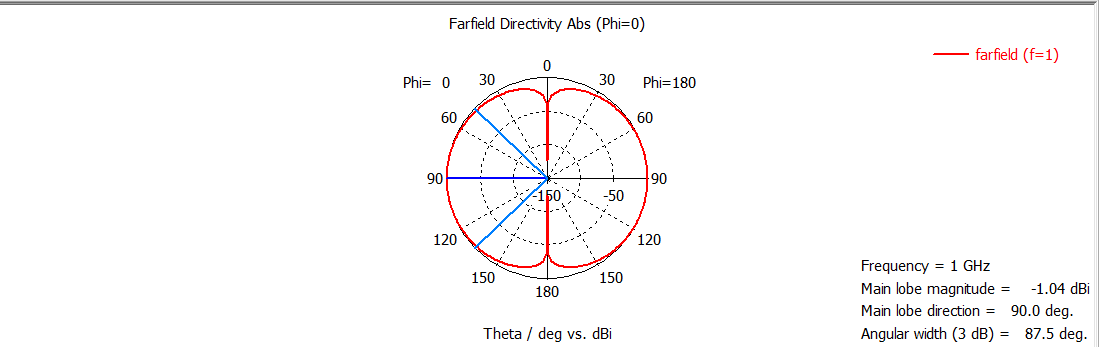 Farfield Directivity Abs (Phi=0)
farfield (f=1)
0
Phi= 0
30
30
Phi=180
60
60
90
-150
-50
90
120
120
150
150
180
Frequency = 1 GHz
Main lobe magnitude = -1.04 dBi
Main lobe direction = 90.0 deg.
Angular width (3 dB) = 87.5 deg.
Theta / deg vs. dBi